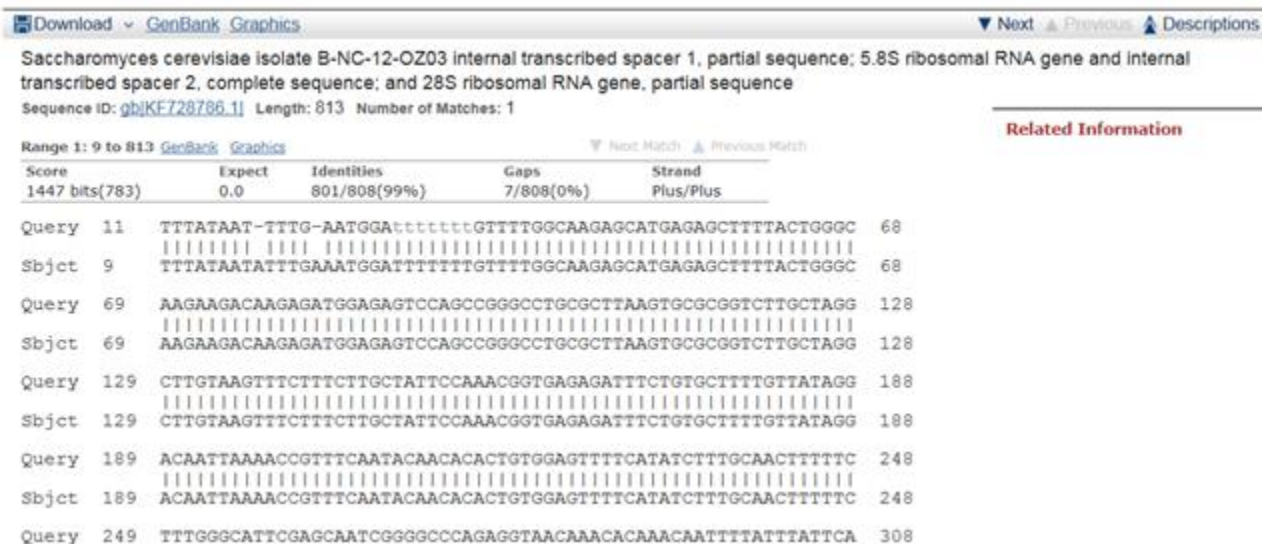 Download GenBank Graphics Next Previous Descriptions
Saccharomyces cerevisiae isolate B-NC-12-OZ03 internal transcribed spacer 1, partial sequence; 5.8S ribosomal RNA gene and internal
transcribed spacer 2, complete sequence; and 28S ribosomal RNA gene, partial sequence
Sequence ID: gb|KF728786.1| Length: 813 Number of Matches: 1
Related Information
Range 1: 9 to 813 GenBank Graphics Next Match Previous Match
Score Expect Identities Gaps Strand
1447 bits(783) 0.0 801/808(99%) 7/808(0%) Plus/Plus
Query 11 TTTATAAT-TTTG-AATGGAtttttttGTTTTGGCAAGAGCATGAGAGCTTTTACTGGGC 68
Sbjct 9 TTTATAATATTTGAAATGGATTTTTTTGTTTTGGCAAGAGCATGAGAGCTTTTACTGGGC 68
Query 69 AAGAAGACAAGAGATGGAGAGTCCAGCCGGGCCTGCGCTTAAGTGCGCGGTCTTGCTAGG 128
Sbjct 69 AAGAAGACAAGAGATGGAGAGTCCAGCCGGGCCTGCGCTTAAGTGCGCGGTCTTGCTAGG 128
Query 129 CTTGTAAGTTTCTTTCTTGCTATTCCAAACGGTGAGAGATTTCTGTGCTTTTGTTATAGG 188
Sbjct 129 CTTGTAAGTTTCTTTCTTGCTATTCCAAACGGTGAGAGATTTCTGTGCTTTTGTTATAGG 188
Query 189 ACAATTAAAACCGTTTCAATACAACACACTGTGGAGTTTTCATATCTTTGCAACTTTTTC 248
Sbjct 189 ACAATTAAAACCGTTTCAATACAACACACTGTGGAGTTTTCATATCTTTGCAACTTTTTC 248
Query 249 TTTGGGCATTCGAGCAATCGGGGCCCAGAGGTAACAAACACAAACAATTTTATTTATTCA 308